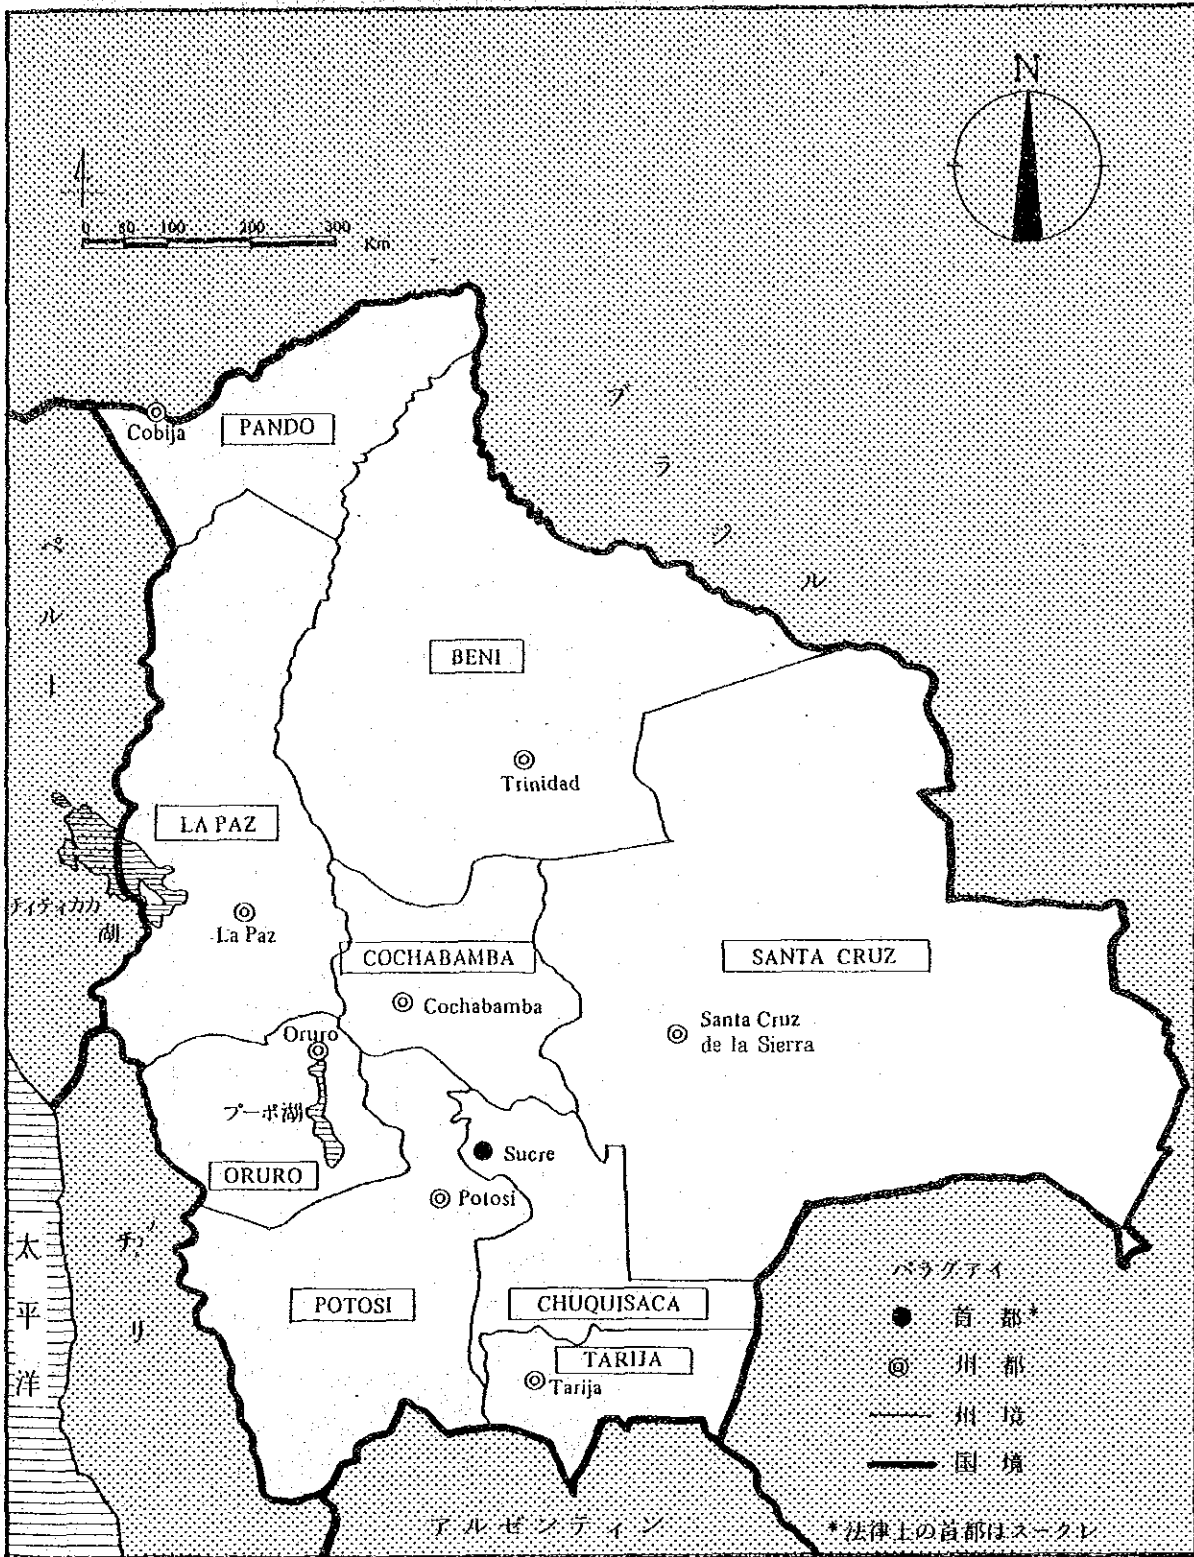 N
0 50 100 200 300
Km
ブラジル
Cobija
PANDO
ペルー
BENI
Trinidad
LA PAZ
ティティカカ
湖
La Paz
COCHABAMBA
SANTA CRUZ
Cochabamba
Santa Cruz
de la Sierra
Oruro
プーポ湖
Sucre
ORURO
Potosí
太平洋
チリ
パラグァイ
POTOSI
CHUQUISACA
首都*
TARIJA
州都
Tarija
州境
国境
アルゼンティン
*法律上の首都はスークレ